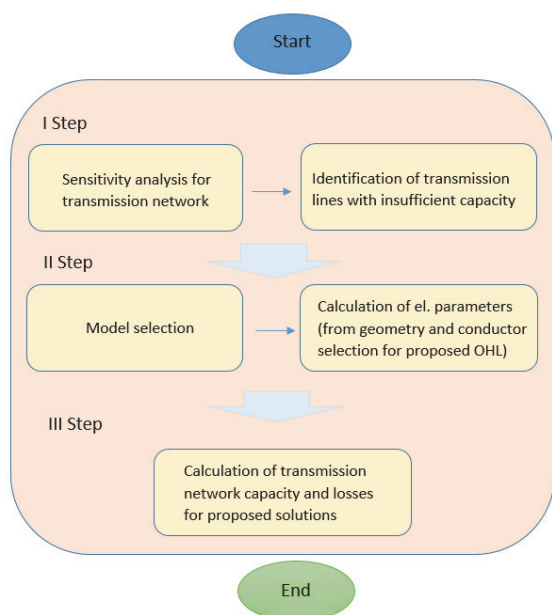 Start
I Step
Sensitivity analysis for
transmission network
Identification of transmission
lines with insufficient capacity
II Step
Model selection
Calculation of el. parameters
(from geometry and conductor
selection for proposed OHL)
III Step
Calculation of transmission
network capacity and losses
for proposed solutions
End